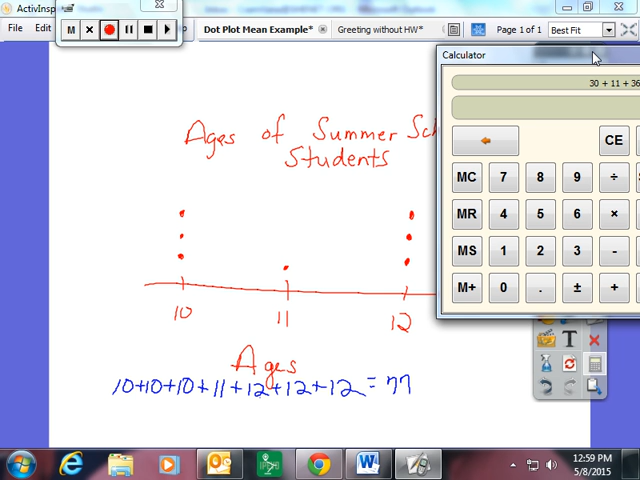 ActivInspi
M
File
Edit
Dot Plot Mean Example*
Greeting without HW*
Page 1 of 1
Best Fit
Calculator
30 + 11 + 36
CE
MC 7 8 9 ÷
MR 4 5 6 ×
MS 1 2 3 -
M+ 0 . ± +
Ages of Summer Sch
Students
10 11 12
Ages
10+10+10+11+12+12+12=77
12:59 PM
5/8/2015